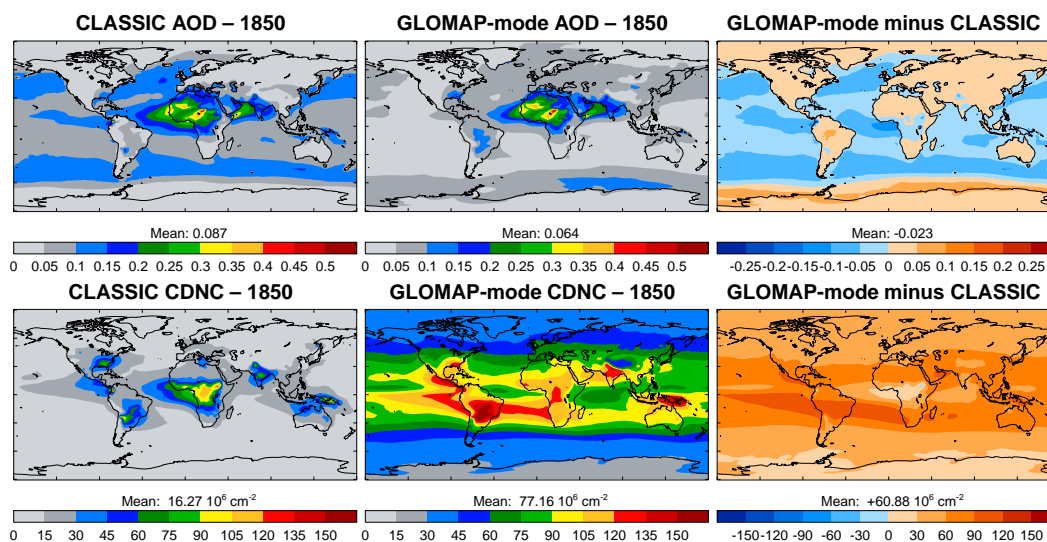 CLASSIC AOD – 1850
GLOMAP-mode AOD – 1850
GLOMAP-mode minus CLASSIC
Mean: 0.087
Mean: 0.064
Mean: -0.023
0 0.05 0.1 0.15 0.2 0.25 0.3 0.35 0.4 0.45 0.5
0 0.05 0.1 0.15 0.2 0.25 0.3 0.35 0.4 0.45 0.5
-0.25 -0.2 -0.15 -0.1 -0.05 0 0.05 0.1 0.15 0.2 0.25
CLASSIC CDNC – 1850
GLOMAP-mode CDNC – 1850
GLOMAP-mode minus CLASSIC
Mean: 16.27 10⁶ cm⁻²
Mean: 77.16 10⁶ cm⁻²
Mean: +60.88 10⁶ cm⁻²
0 15 30 45 60 75 90 105 120 135 150
0 15 30 45 60 75 90 105 120 135 150
-150 -120 -90 -60 -30 0 30 60 90 120 150